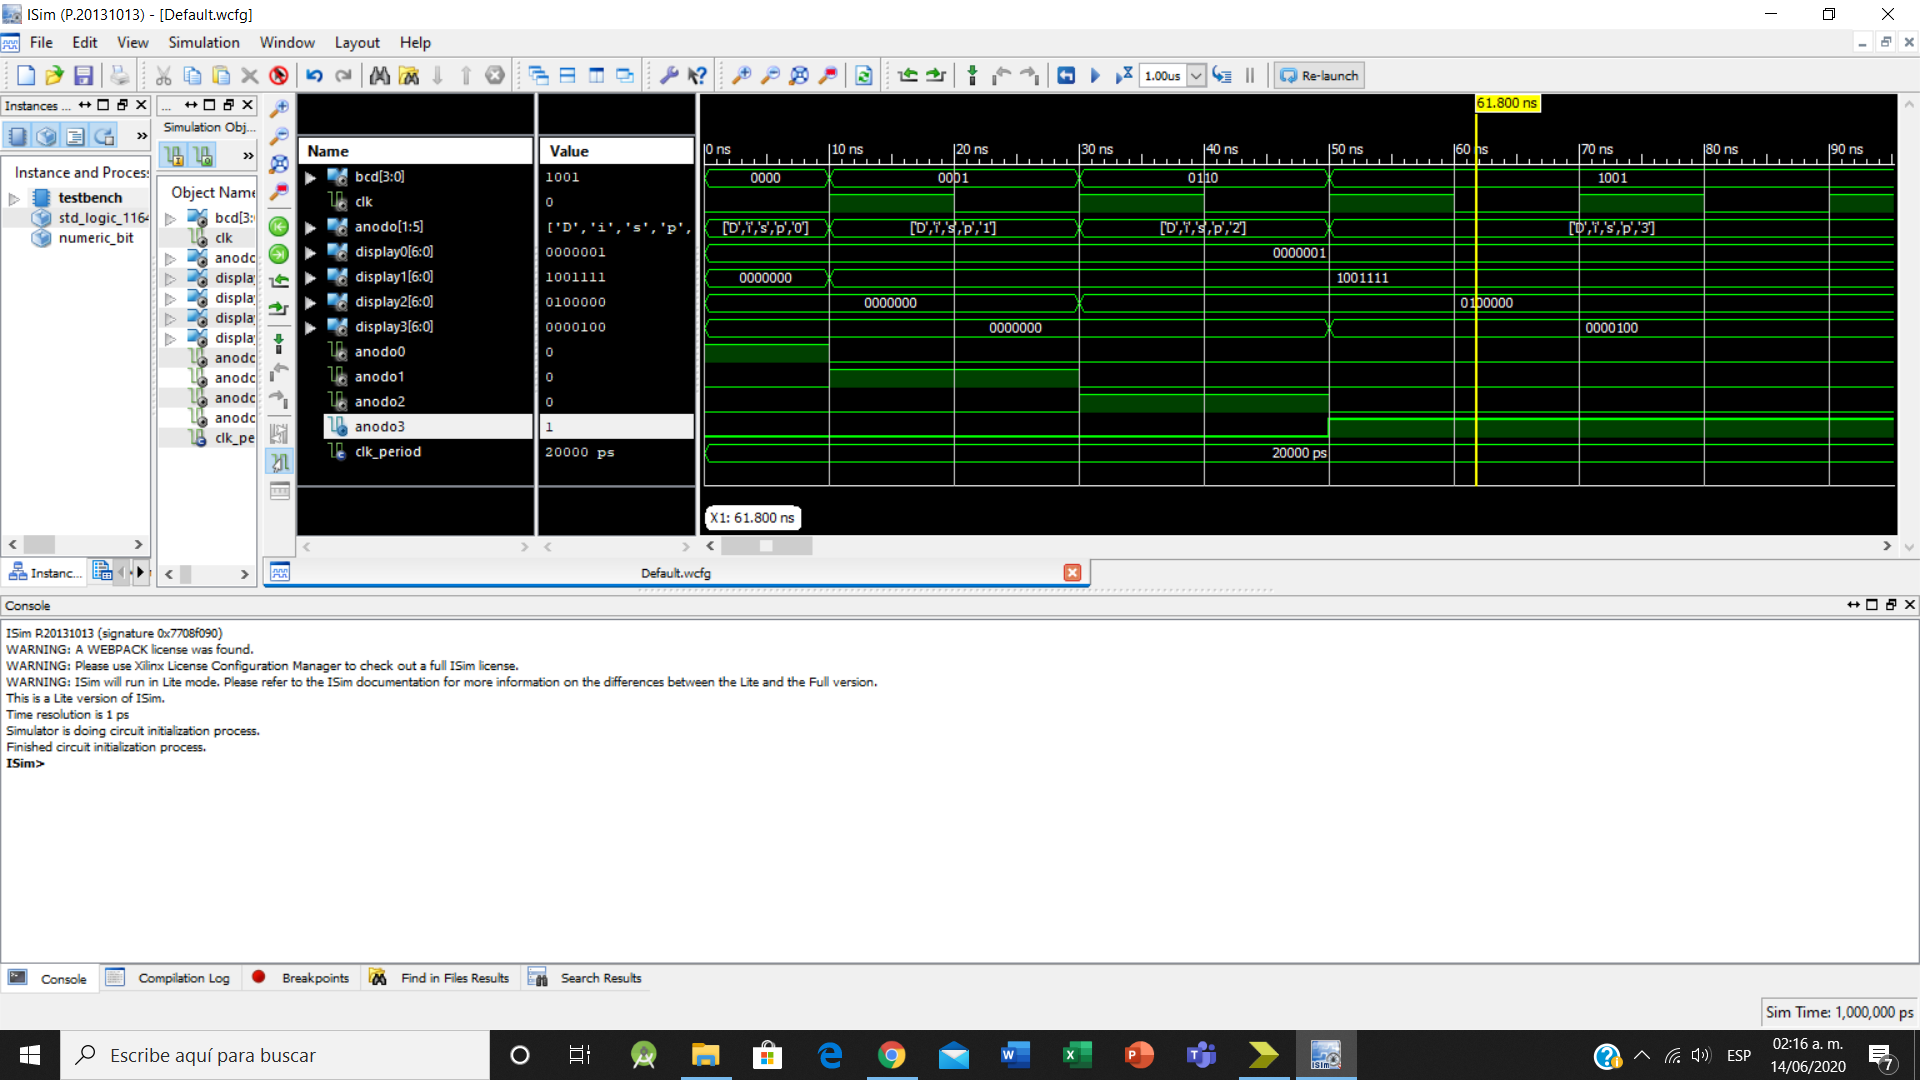 ISim (P.20131013) - [Default.wcfg]
File Edit View Simulation Window Layout Help
1.00us Re-launch
Instances ...
...
Simulation Obj...
Instance and Process
testbench
std_logic_1164
numeric_bit
Object Name
bcd[3:
clk
anodo
display
display
display
display
anodo
anodo
anodo
anodo
clk_pe
Name Value
bcd[3:0] 1001
clk 0
anodo[1:5] ['D','i','s','p',
display0[6:0] 0000001
display1[6:0] 1001111
display2[6:0] 0100000
display3[6:0] 0000100
anodo0 0
anodo1 0
anodo2 0
anodo3 1
clk_period 20000 ps
61.800 ns
0 ns 10 ns 20 ns 30 ns 40 ns 50 ns 60 ns 70 ns 80 ns 90 ns
0000 0001 0110 1001
['D','i','s','p','0'] ['D','i','s','p','1'] ['D','i','s','p','2'] ['D','i','s','p','3']
0000001
0000000 1001111
0000000 0100000
0000000 0000100
20000 ps
X1: 61.800 ns
Instanc...
Default.wcfg
Console
ISim P.20131013 (signature 0x7708f090)
WARNING: A WEBPACK license was found.
WARNING: Please use Xilinx License Configuration Manager to check out a full ISim license.
WARNING: ISim will run in Lite mode. Please refer to the ISim documentation for more information on the differences between the Lite and the Full version.
This is a Lite version of ISim.
Time resolution is 1 ps
Simulator is doing circuit initialization process.
Finished circuit initialization process.
ISim>
Console Compilation Log Breakpoints Find in Files Results Search Results
Sim Time: 1,000,000 ps
Escribe aquí para buscar
ESP
02:16 a. m.
14/06/2020
7